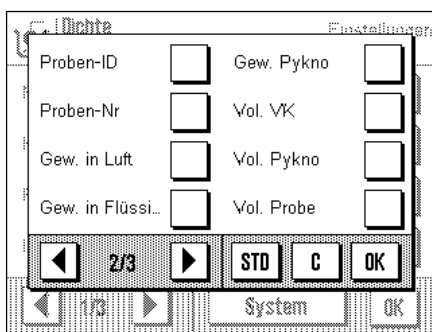 Dichte
Einstellungen
Proben-ID
Gew. Pykno
Proben-Nr
Vol. VK
Gew. in Luft
Vol. Pykno
Gew. in Flüssi...
Vol. Probe
2/3
STD
C
OK
1/3
System
OK